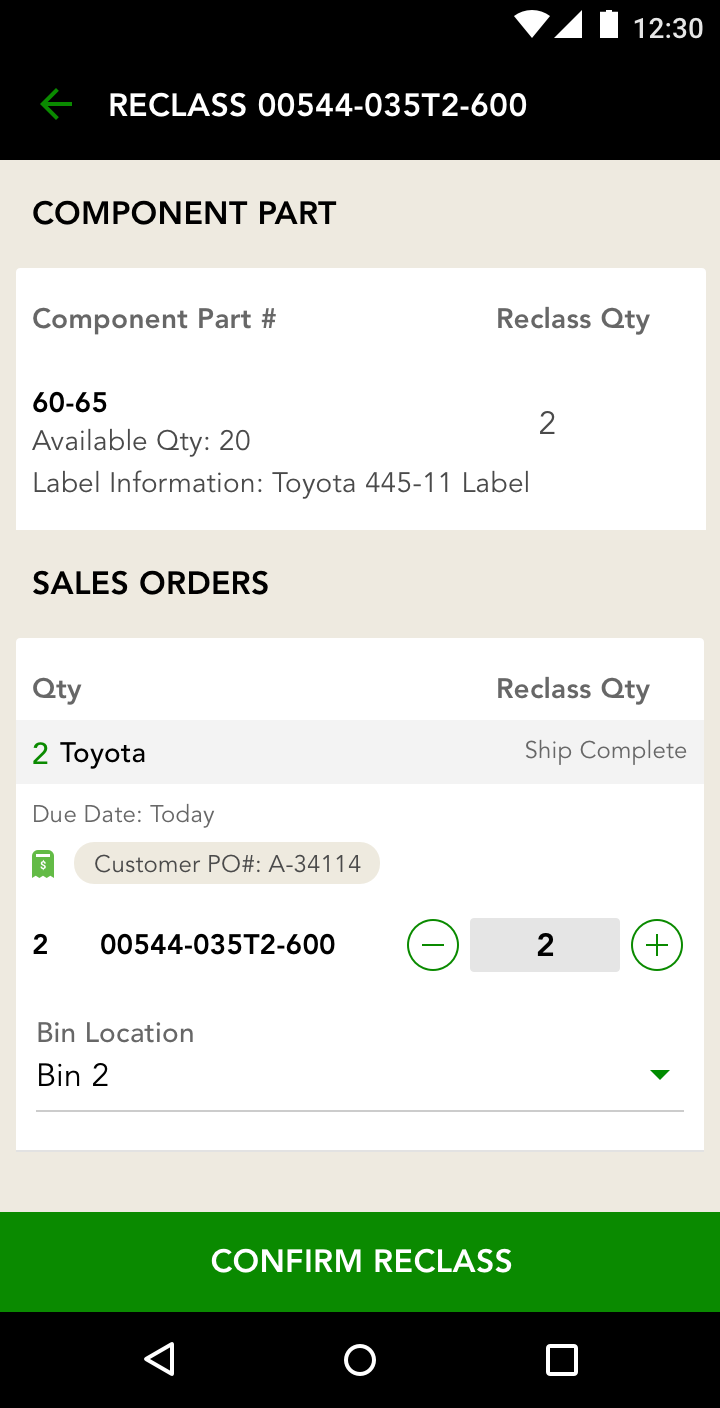 12:30
RECLASS 00544-035T2-600
COMPONENT PART
Component Part # Reclass Qty
60-65
Available Qty: 20
2
Label Information: Toyota 445-11 Label
SALES ORDERS
Qty Reclass Qty
2 Toyota Ship Complete
Due Date: Today
$ Customer PO#: A-34114
2 00544-035T2-600 2
Bin Location
Bin 2
CONFIRM RECLASS